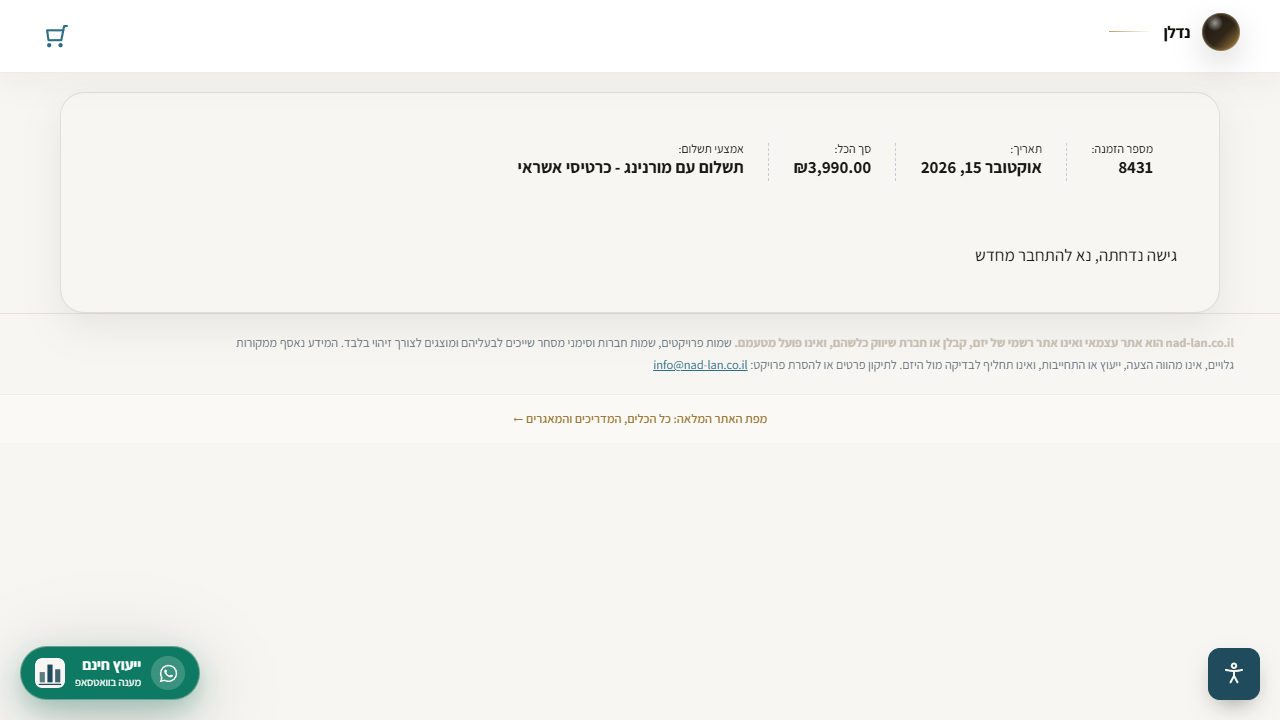 נדלן
מספר הזמנה:
8431
תאריך:
אוקטובר 15, 2026
סך הכל:
₪3,990.00
אמצעי תשלום:
תשלום עם מורנינג - כרטיסי אשראי
גישה נדחתה, נא להתחבר מחדש
nad-lan.co.il הוא אתר עצמאי ואינו אתר רשמי של יזם, קבלן או חברת שיווק כלשהם, ואינו פועל מטעמם. שמות פרויקטים, שמות חברות וסימני מסחר שייכים לבעליהם ומוצגים לצורך זיהוי בלבד. המידע נאסף ממקורות
גלויים, אינו מהווה הצעה, ייעוץ או התחייבות, ואינו תחליף לבדיקה מול היזם. לתיקון פרטים או להסרת פרויקט: info@nad-lan.co.il
מפת האתר המלאה: כל הכלים, המדריכים והמאגרים ←
ייעוץ חינם
מענה בוואטסאפ